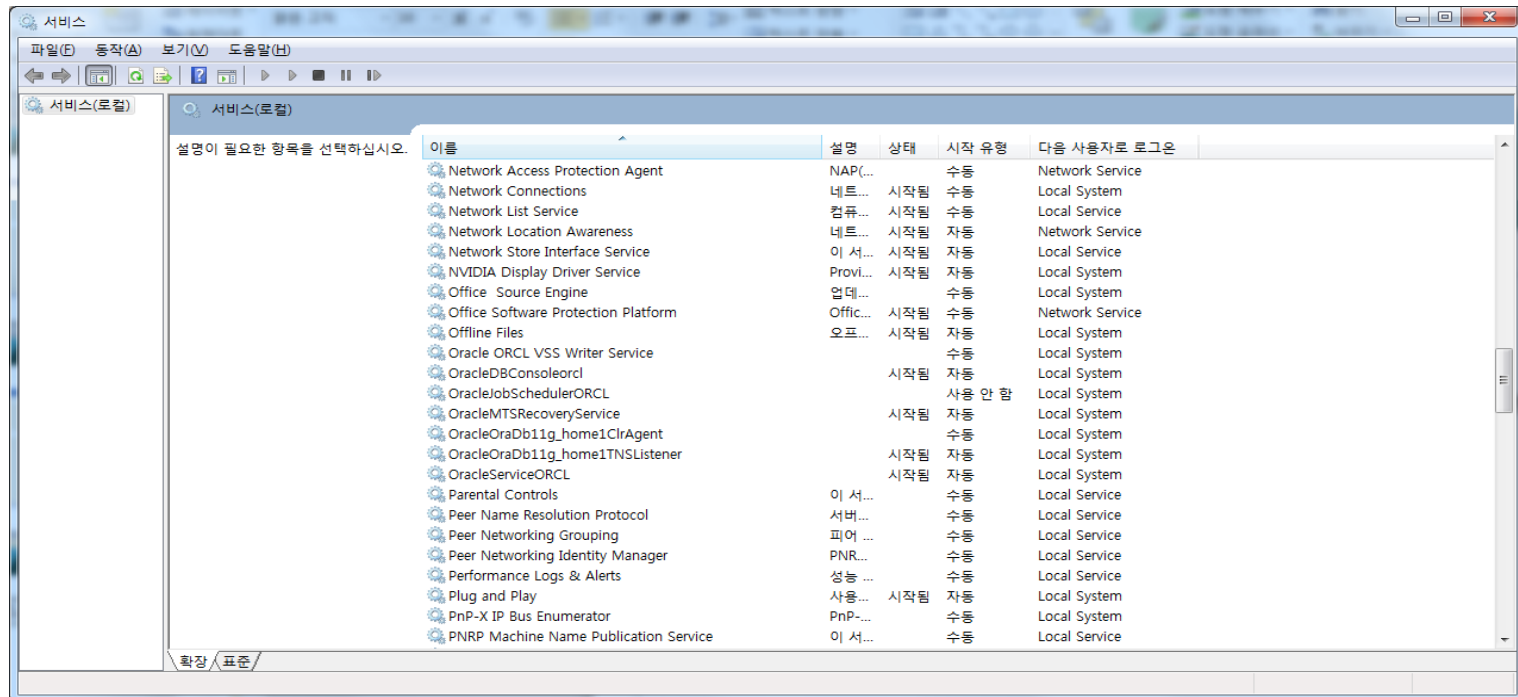 서비스
파일(F) 동작(A) 보기(V) 도움말(H)
서비스(로컬)
서비스(로컬)
설명이 필요한 항목을 선택하십시오.
이름 설명 상태 시작 유형 다음 사용자로 로그온
Network Access Protection Agent NAP(... 수동 Network Service
Network Connections 네트... 시작됨 수동 Local System
Network List Service 컴퓨... 시작됨 수동 Local Service
Network Location Awareness 네트... 시작됨 자동 Network Service
Network Store Interface Service 이 서... 시작됨 자동 Local Service
NVIDIA Display Driver Service Provi... 시작됨 자동 Local System
Office  Source Engine 업데... 수동 Local System
Office Software Protection Platform Offic... 시작됨 수동 Network Service
Offline Files 오프... 시작됨 자동 Local System
Oracle ORCL VSS Writer Service 수동 Local System
OracleDBConsoleorcl 시작됨 자동 Local System
OracleJobSchedulerORCL 사용 안 함 Local System
OracleMTSRecoveryService 시작됨 자동 Local System
OracleOraDb11g_home1ClrAgent 수동 Local System
OracleOraDb11g_home1TNSListener 시작됨 자동 Local System
OracleServiceORCL 시작됨 자동 Local System
Parental Controls 이 서... 수동 Local Service
Peer Name Resolution Protocol 서버... 수동 Local Service
Peer Networking Grouping 피어 ... 수동 Local Service
Peer Networking Identity Manager PNR... 수동 Local Service
Performance Logs & Alerts 성능 ... 수동 Local Service
Plug and Play 사용... 시작됨 자동 Local System
PnP-X IP Bus Enumerator PnP-... 수동 Local System
PNRP Machine Name Publication Service 이 서... 수동 Local Service
확장 표준